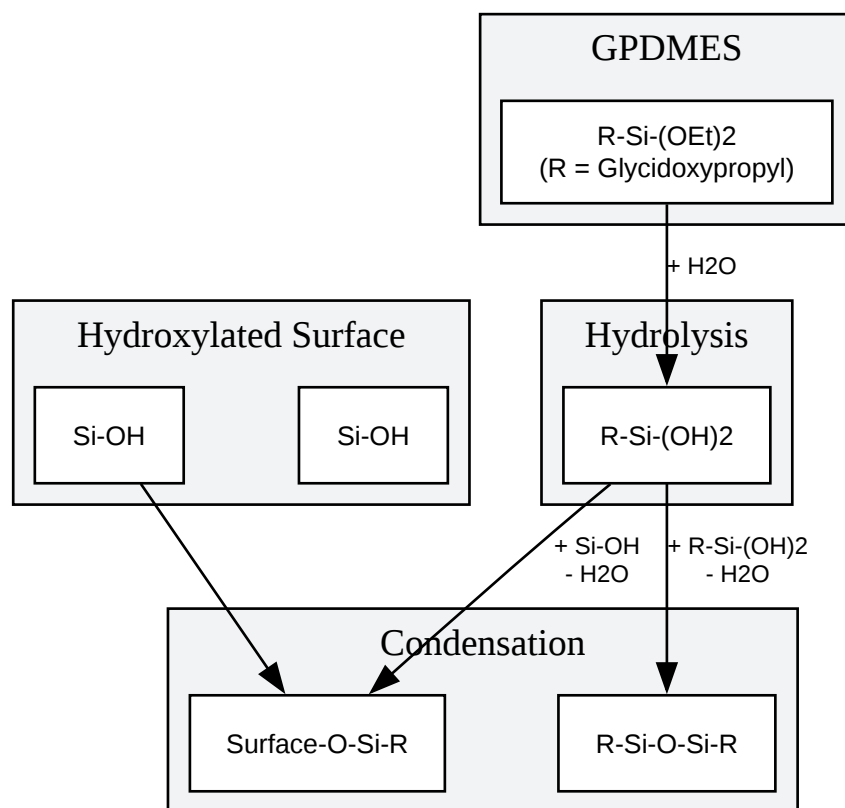 GPDMES
R-Si-(OEt)2
(R = Glycidoxypropyl)
+ H2O
Hydroxylated Surface
Hydrolysis
Si-OH
Si-OH
R-Si-(OH)2
+ Si-OH
- H2O
+ R-Si-(OH)2
- H2O
Condensation
Surface-O-Si-R
R-Si-O-Si-R